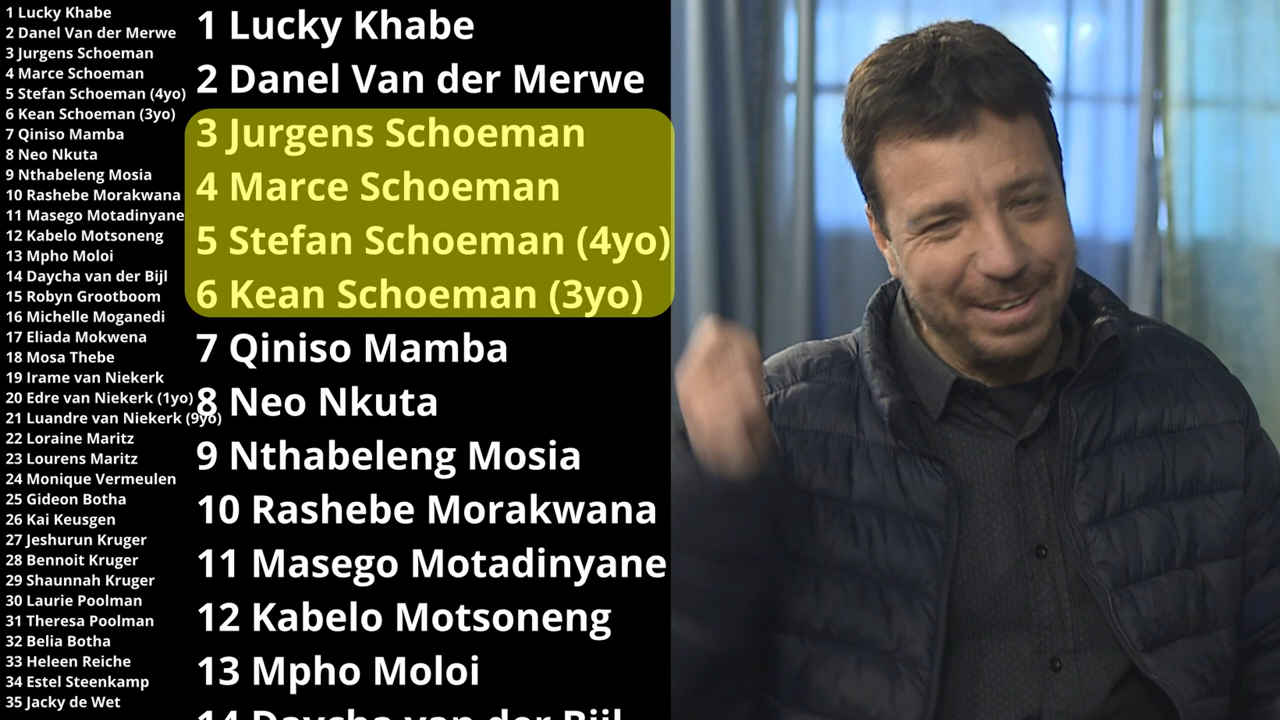 1 Lucky Khabe
2 Danel Van der Merwe
3 Jurgens Schoeman
4 Marce Schoeman
5 Stefan Schoeman (4yo)
6 Kean Schoeman (3yo)
7 Qiniso Mamba
8 Neo Nkuta
9 Nthabeleng Mosia
10 Rashebe Morakwana
11 Masego Motadinyane
12 Kabelo Motsoneng
13 Mpho Moloi
14 Daycha van der Bijl
15 Robyn Grootboom
16 Michelle Moganedi
17 Eliada Mokwena
18 Mosa Thebe
19 Irame van Niekerk
20 Edre van Niekerk (1yo)
21 Luandre van Niekerk (9yo)
22 Loraine Maritz
23 Lourens Maritz
24 Monique Vermeulen
25 Gideon Botha
26 Kai Keusgen
27 Jeshurun Kruger
28 Bennoit Kruger
29 Shaunnah Kruger
30 Laurie Poolman
31 Theresa Poolman
32 Belia Botha
33 Heleen Reiche
34 Estel Steenkamp
35 Jacky de Wet
1 Lucky Khabe
2 Danel Van der Merwe
3 Jurgens Schoeman
4 Marce Schoeman
5 Stefan Schoeman (4yo)
6 Kean Schoeman (3yo)
7 Qiniso Mamba
8 Neo Nkuta
9 Nthabeleng Mosia
10 Rashebe Morakwana
11 Masego Motadinyane
12 Kabelo Motsoneng
13 Mpho Moloi
14 Daycha van der Bijl